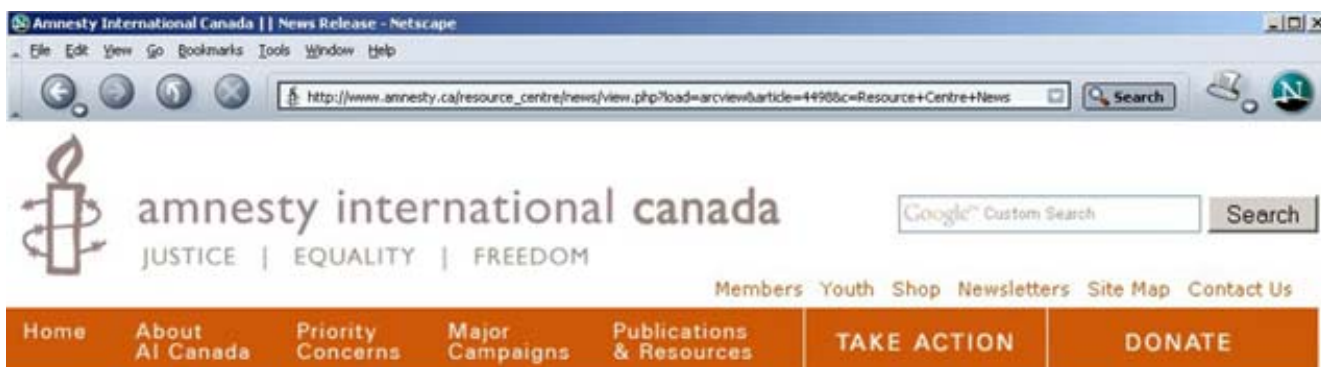 Amnesty International Canada || News Release - Netscape
File Edit View Go Bookmarks Tools Window Help
http://www.amnesty.ca/resource_centre/news/view.php?load=arcview&article=4498&c=Resource+Centre+News Search N
amnesty international canada
Google™ Custom Search Search
JUSTICE | EQUALITY | FREEDOM
Members Youth Shop Newsletters Site Map Contact Us
Home About AI Canada Priority Concerns Major Campaigns Publications & Resources TAKE ACTION DONATE